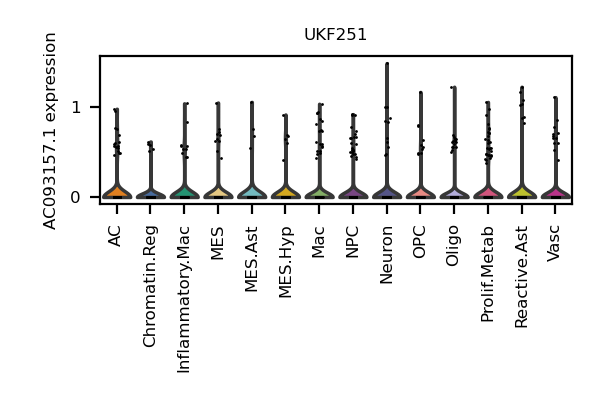 UKF251
AC093157.1 expression
1
0
AC
Chromatin.Reg
Inflammatory.Mac
MES
MES.Ast
MES.Hyp
Mac
NPC
Neuron
OPC
Oligo
Prolif.Metab
Reactive.Ast
Vasc